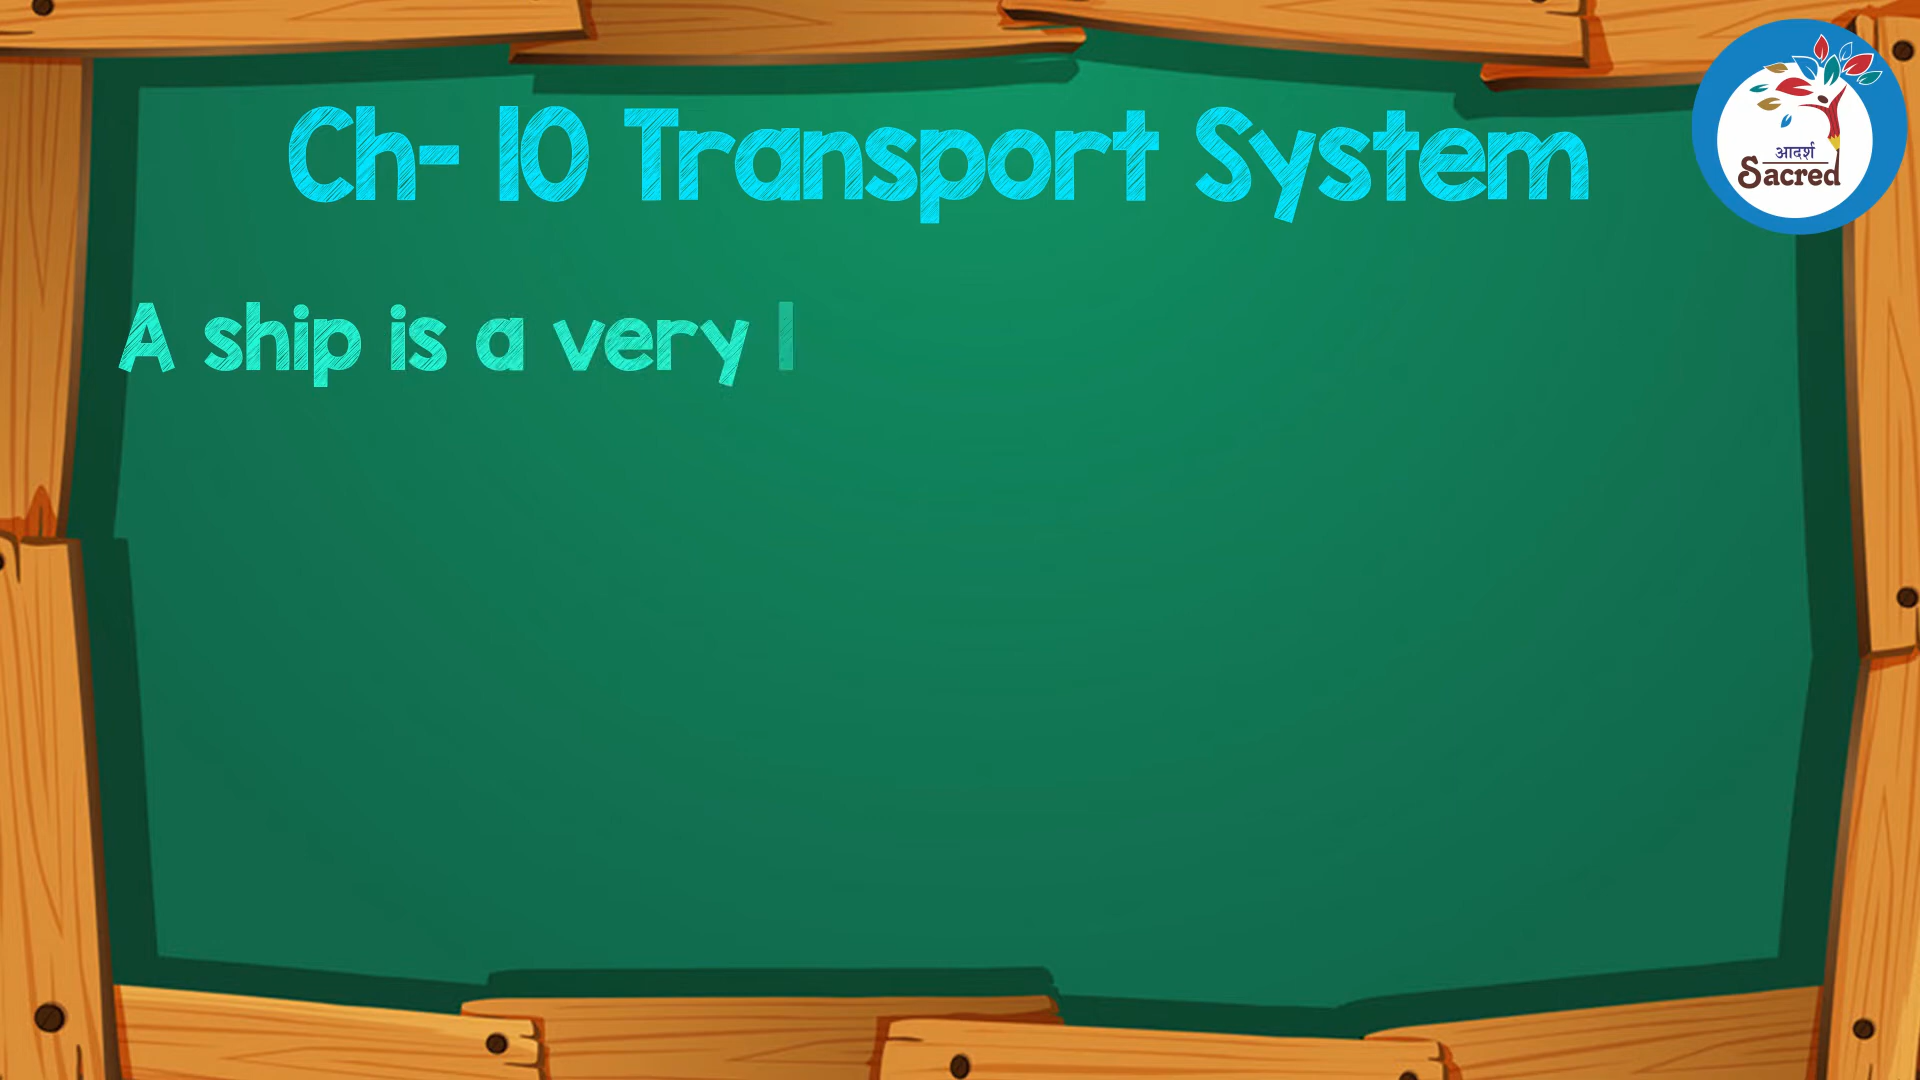 Ch- 10 Transport System
आदर्श
Sacred
A ship is a very l